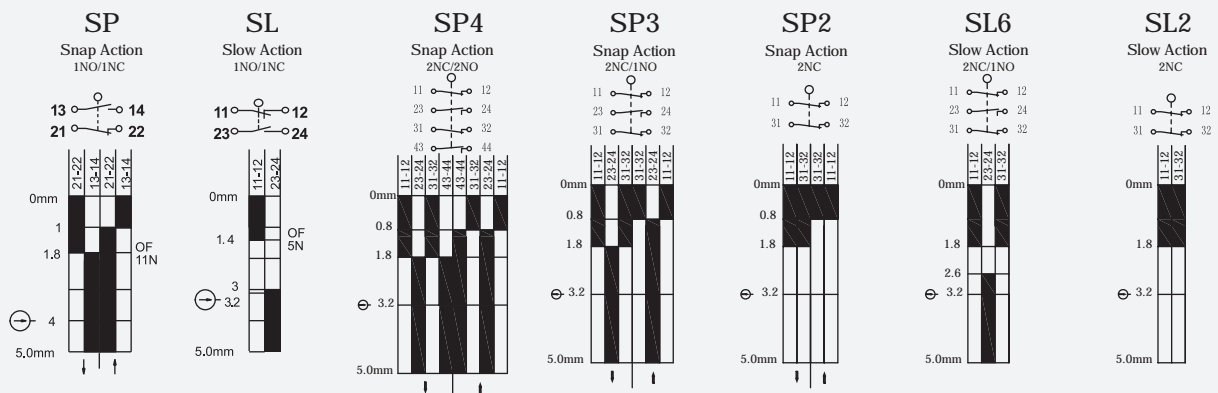 SP
Snap Action
1NO/1NC
13 14
21 22
21-22 13-14 21-22 13-14
0mm
1
1.8
4
5.0mm
OF
11N
SL
Slow Action
1NO/1NC
11 12
23 24
11-12 23-24
0mm
1.4
3
3.2
5.0mm
OF
5N
SP4
Snap Action
2NC/2NO
11 12
23 24
31 32
43 44
11-12 23-24 31-32 43-44 43-44 31-32 23-24 11-12
0mm
0.8
1.8
3.2
5.0mm
SP3
Snap Action
2NC/1NO
11 12
23 24
31 32
11-12 23-24 31-32 31-32 23-24 11-12
0mm
0.8
1.8
3.2
5.0mm
SP2
Snap Action
2NC
11 12
31 32
11-12 31-32 31-32 11-12
0mm
0.8
1.8
3.2
5.0mm
SL6
Slow Action
2NC/1NO
11 12
23 24
31 32
11-12 23-24 31-32
0mm
1.8
2.6
3.2
5.0mm
SL2
Slow Action
2NC
11 12
31 32
11-12 31-32
0mm
1.8
3.2
5.0mm